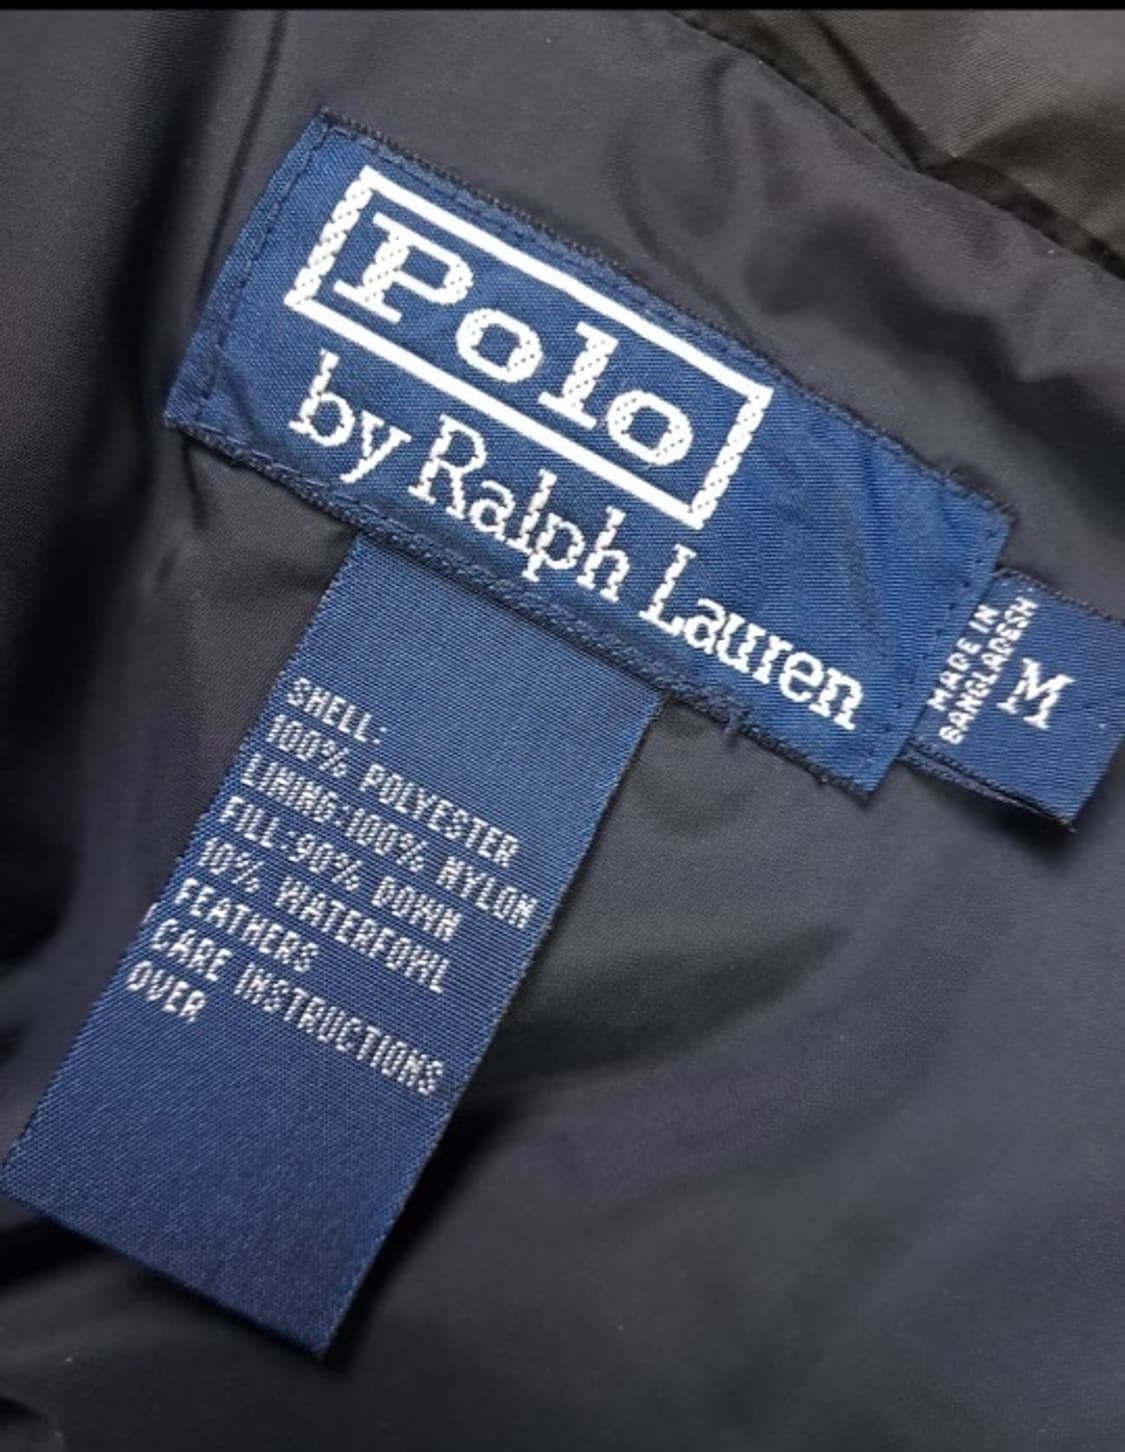 Polo
by Ralph Lauren
MADE IN
BANGLADESH
M
SHELL:
100% POLYESTER
LINING:100% NYLON
FILL:90% DOWN
10% WATERFOWL
FEATHERS
CARE INSTRUCTIONS
OVER